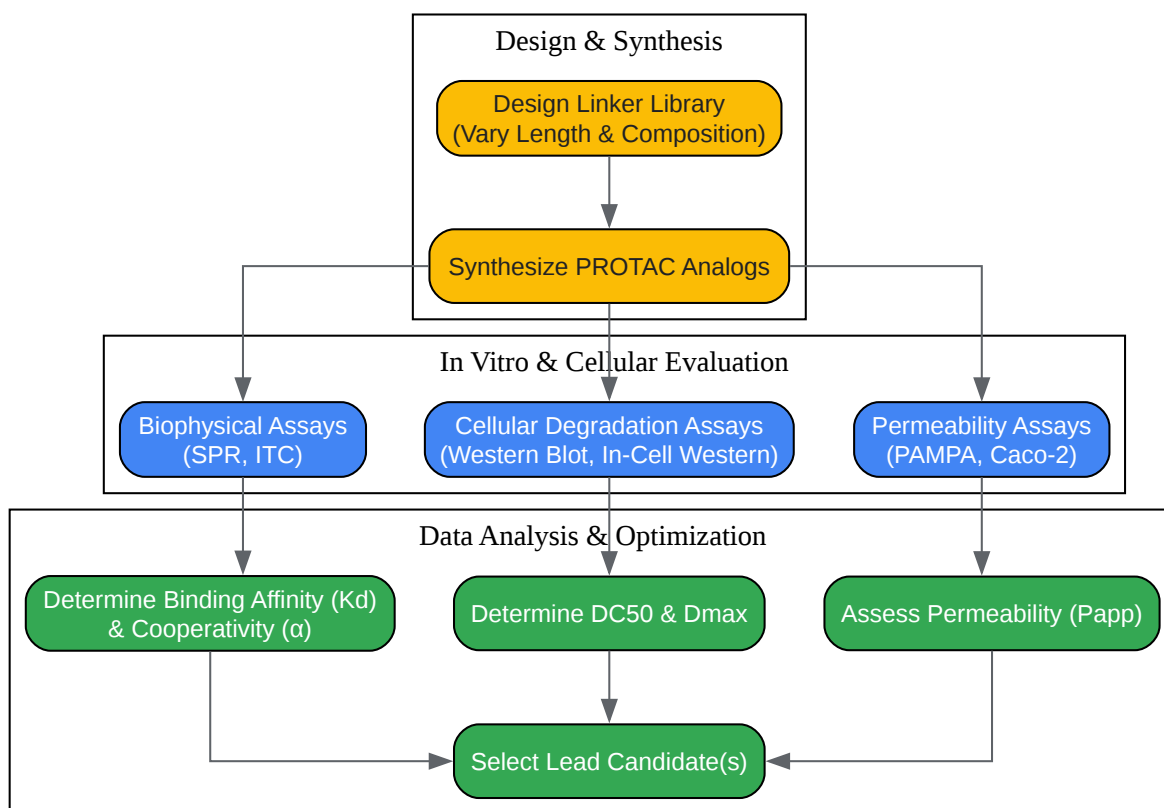 Design & Synthesis
Design Linker Library
(Vary Length & Composition)
Synthesize PROTAC Analogs
In Vitro & Cellular Evaluation
Biophysical Assays
(SPR, ITC)
Cellular Degradation Assays
(Western Blot, In-Cell Western)
Permeability Assays
(PAMPA, Caco-2)
Data Analysis & Optimization
Determine Binding Affinity (Kd)
& Cooperativity (α)
Determine DC50 & Dmax
Assess Permeability (Papp)
Select Lead Candidate(s)